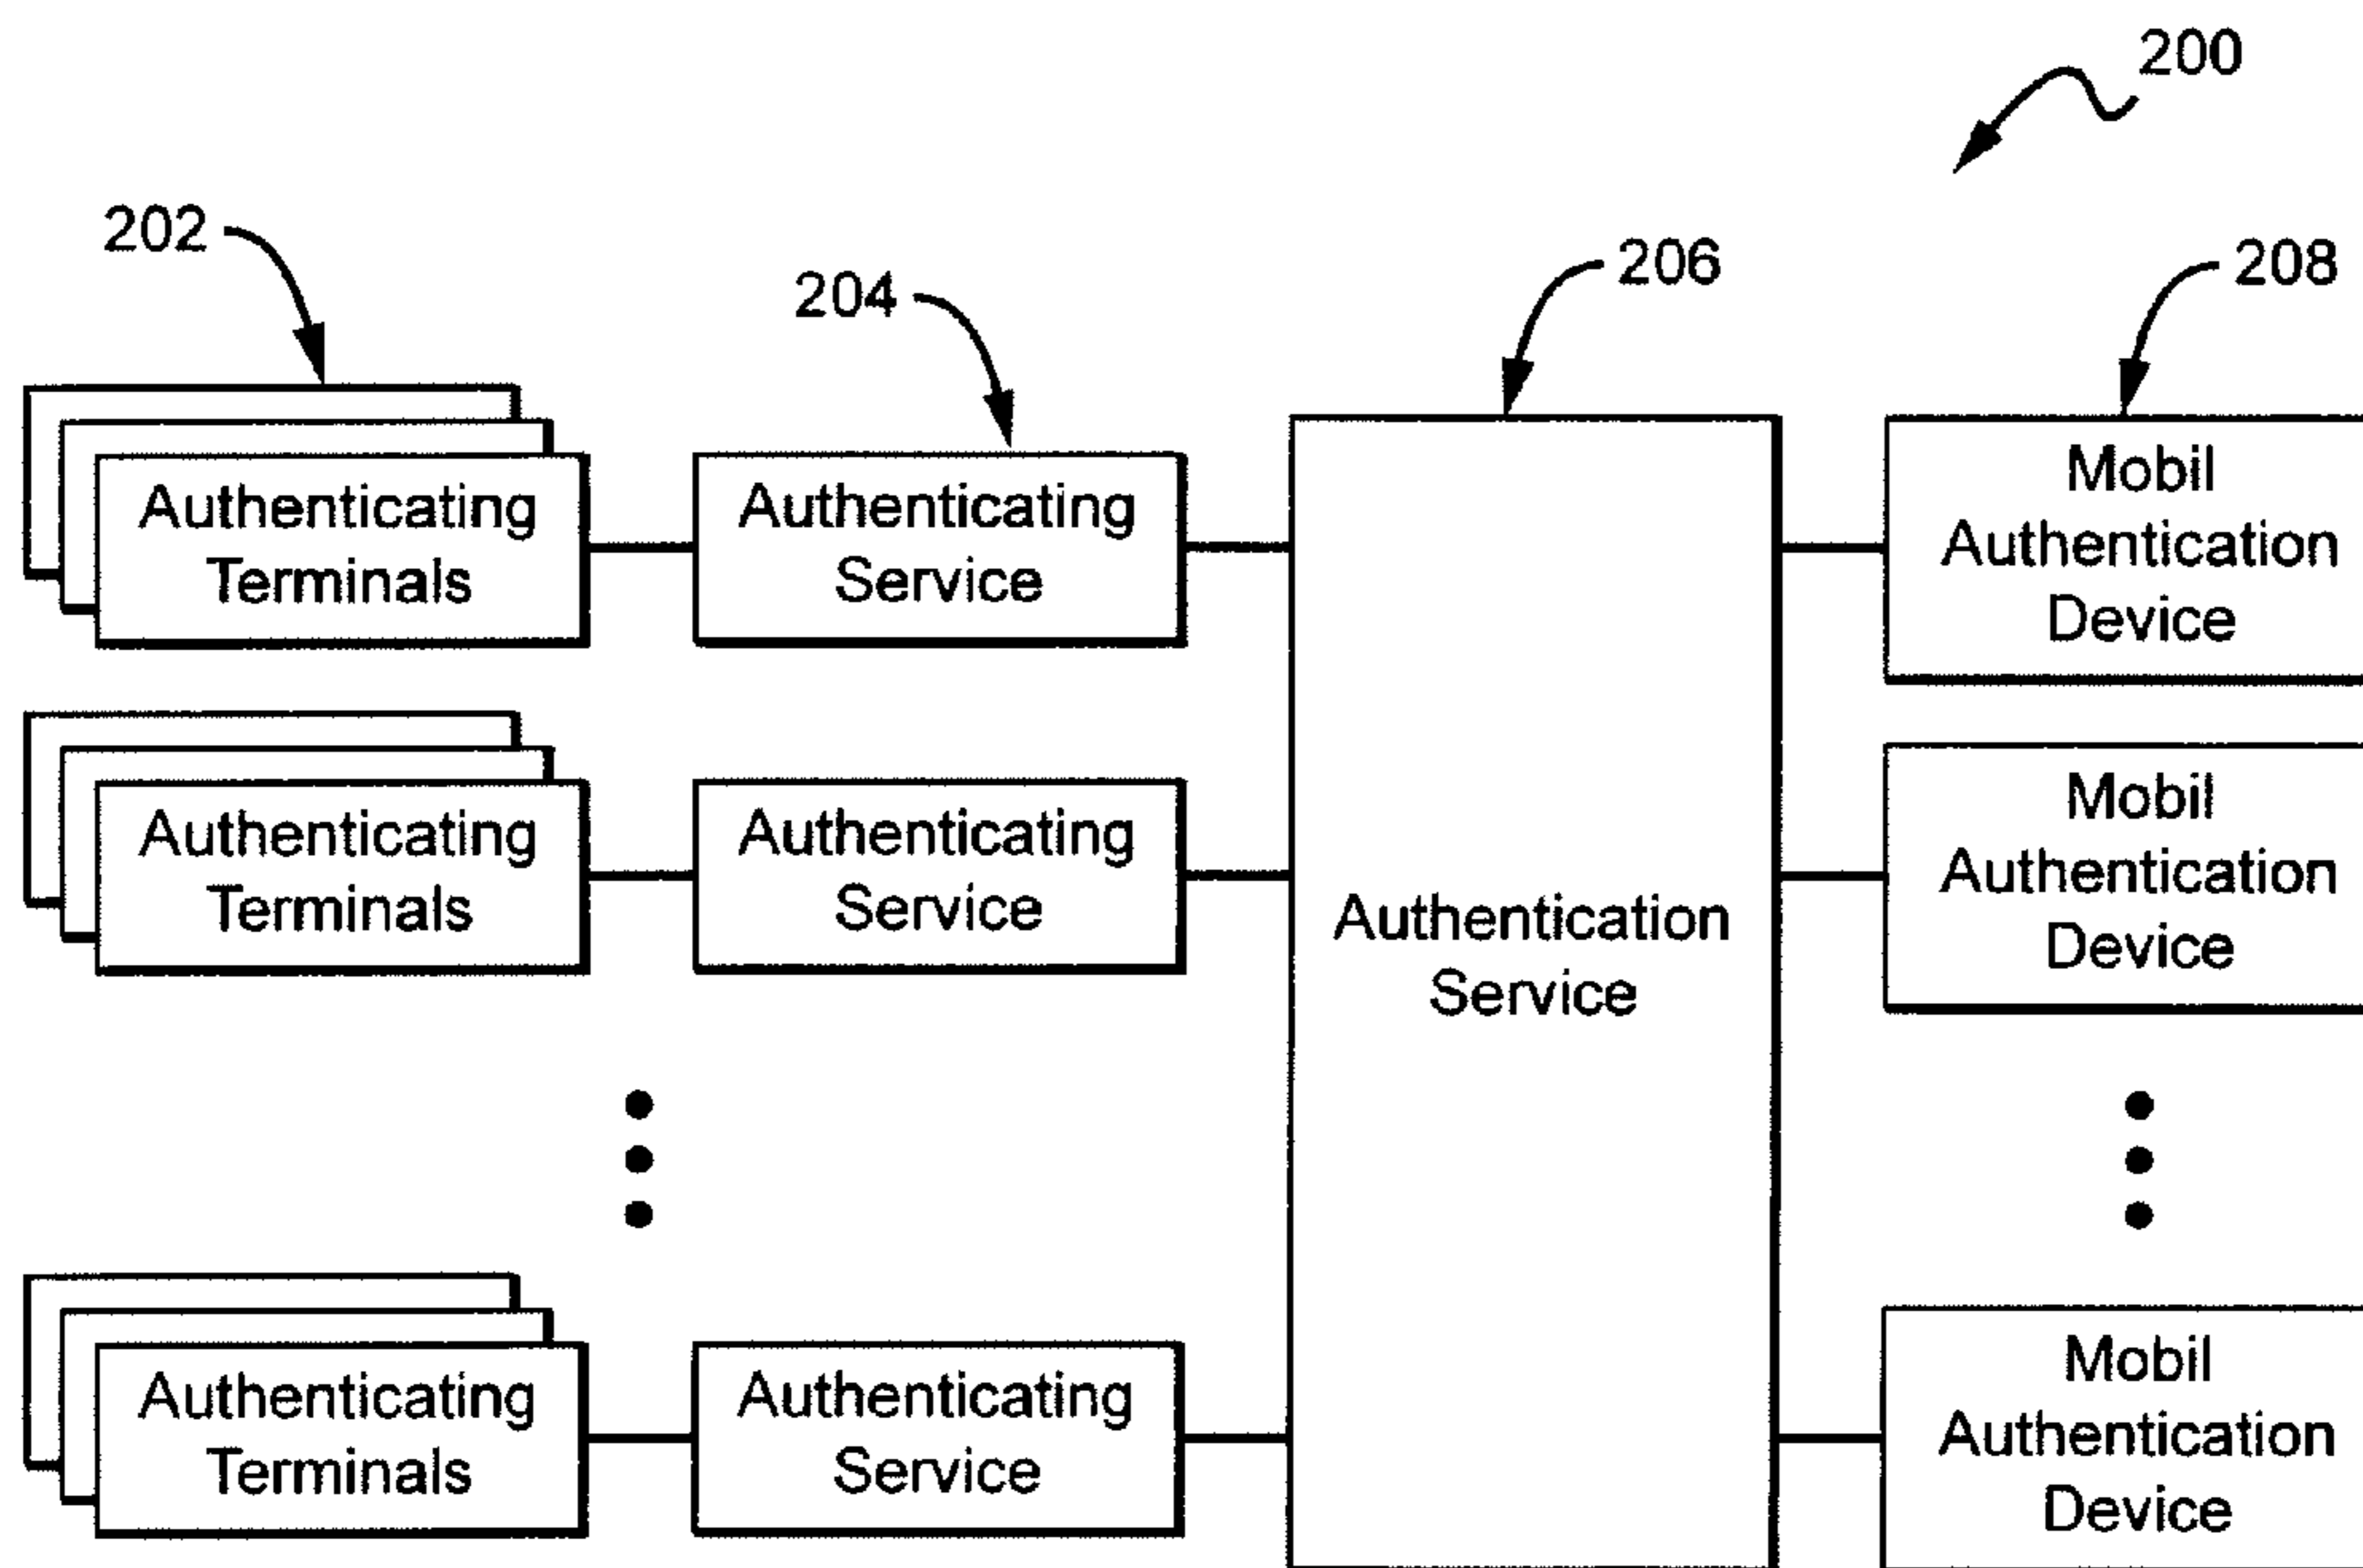 200
202
204
206
208
Authenticating
Terminals
Authenticating
Service
Mobil
Authentication
Device
Authenticating
Terminals
Authenticating
Service
Authentication
Service
Mobil
Authentication
Device
Authenticating
Terminals
Authenticating
Service
Mobil
Authentication
Device